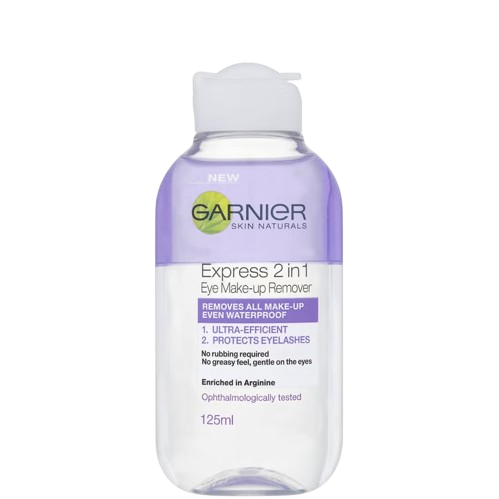 NEW
GARNIER
SKIN NATURALS
Express 2 in 1
Eye Make-up Remover
REMOVES ALL MAKE-UP
EVEN WATERPROOF
1. ULTRA-EFFICIENT
2. PROTECTS EYELASHES
No rubbing required
No greasy feel, gentle on the eyes
Enriched in Arginine
Ophthalmologically tested
125ml